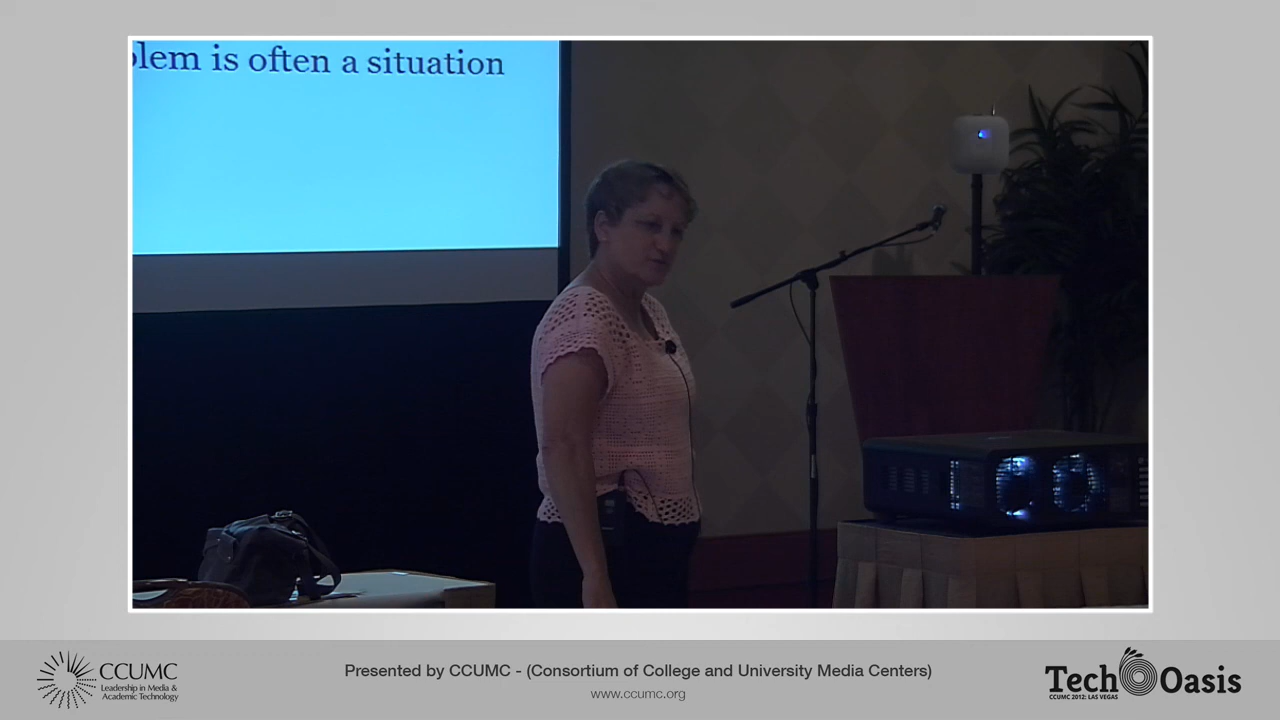 is often a situation
CCUMC
Leadership in Media &
Academic Technology
Presented by CCUMC - (Consortium of College and University Media Centers)
www.ccumc.org
Tech Oasis
CCUMC 2012: LAS VEGAS